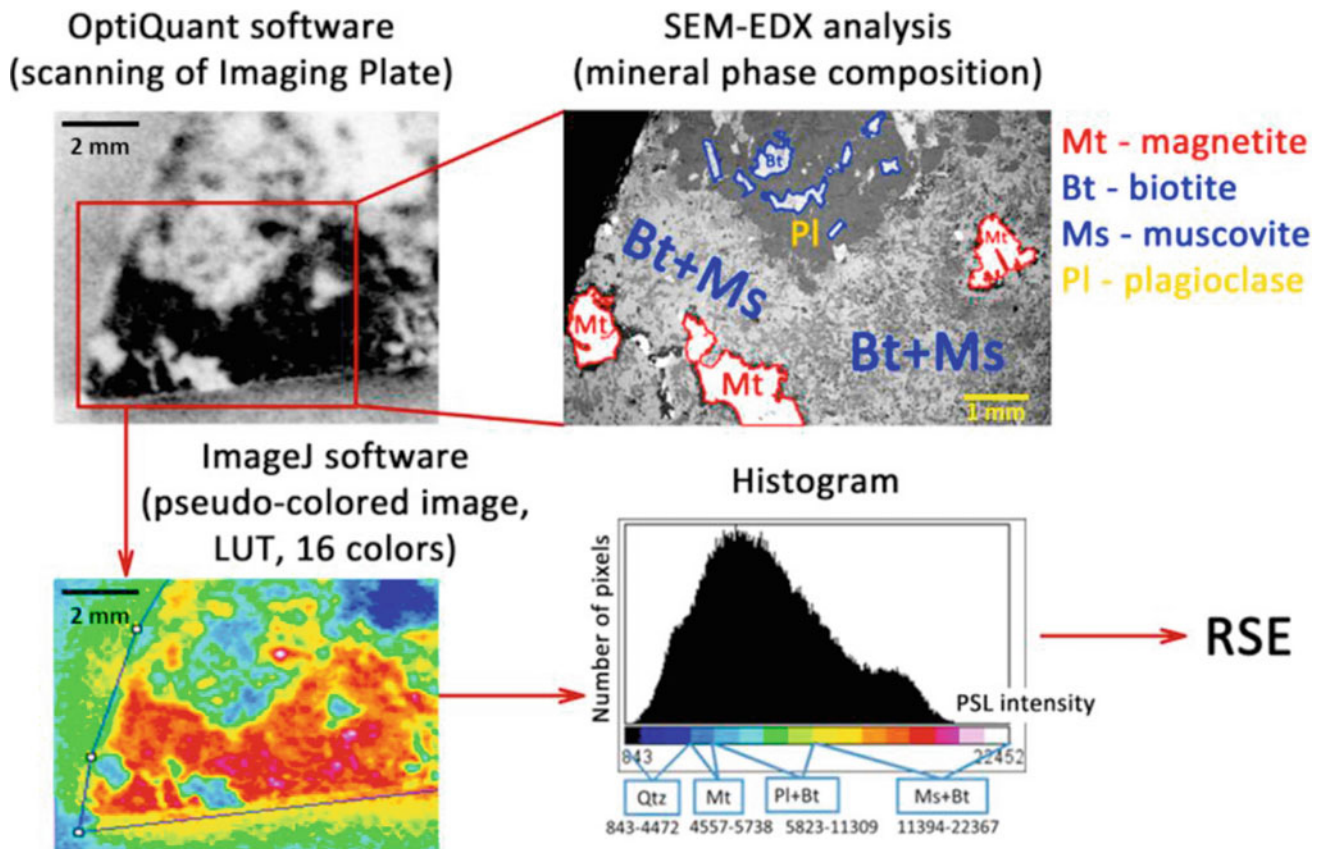 OptiQuant software
(scanning of Imaging Plate)
2 mm
SEM-EDX analysis
(mineral phase composition)
Bt
Pl
Bt+Ms
Mt
Mt
Mt
Bt+Ms
1 mm
Mt - magnetite
Bt - biotite
Ms - muscovite
Pl - plagioclase
ImageJ software
(pseudo-colored image,
LUT, 16 colors)
2 mm
Histogram
Number of pixels
PSL intensity
843
22452
Qtz
Mt
Pl+Bt
Ms+Bt
843-4472
4557-5738
5823-11309
11394-22367
RSE